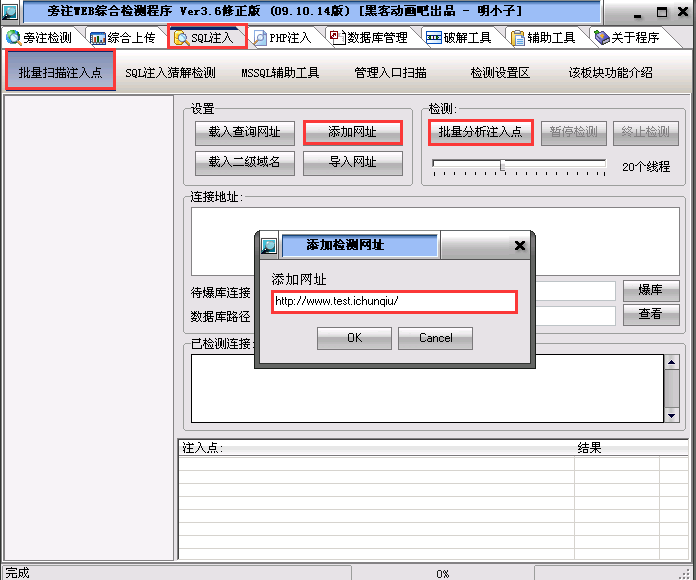 旁注WEB综合检测程序 Ver3.6修正版 (09.10.14版) [黑客动画吧出品 - 明小子]
旁注检测 综合上传 SQL注入 PHP注入 数据库管理 破解工具 辅助工具 关于程序
批量扫描注入点 SQL注入猜解检测 MSSQL辅助工具 管理入口扫描 检测设置区 该板块功能介绍
设置 检测:
载入查询网址 添加网址 批量分析注入点 暂停检测 终止检测
载入二级域名 导入网址 20个线程
连接地址:
添加检测网址
添加网址
待爆库连接 http://www.test.ichunqiu/ 爆库
数据库路径 查看
OK Cancel
已检测连接:
注入点: 结果
完成 0%